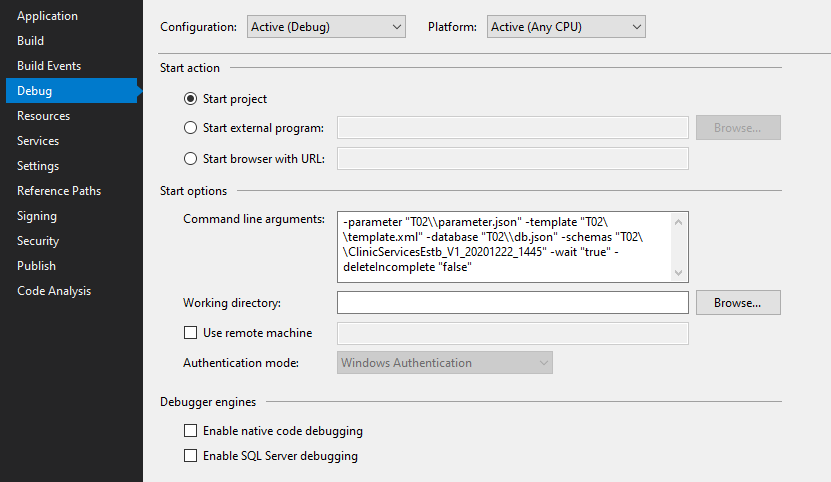 Application
Build
Build Events
Debug
Resources
Services
Settings
Reference Paths
Signing
Security
Publish
Code Analysis
Configuration: Active (Debug) Platform: Active (Any CPU)
Start action
Start project
Start external program: Browse...
Start browser with URL:
Start options
Command line arguments:
-parameter "T02\\parameter.json" -template "T02\
\template.xml" -database "T02\\db.json" -schemas "T02\
\ClinicServicesEstb_V1_20201222_1445" -wait "true" -
deleteIncomplete "false"
Working directory: Browse...
Use remote machine
Authentication mode: Windows Authentication
Debugger engines
Enable native code debugging
Enable SQL Server debugging